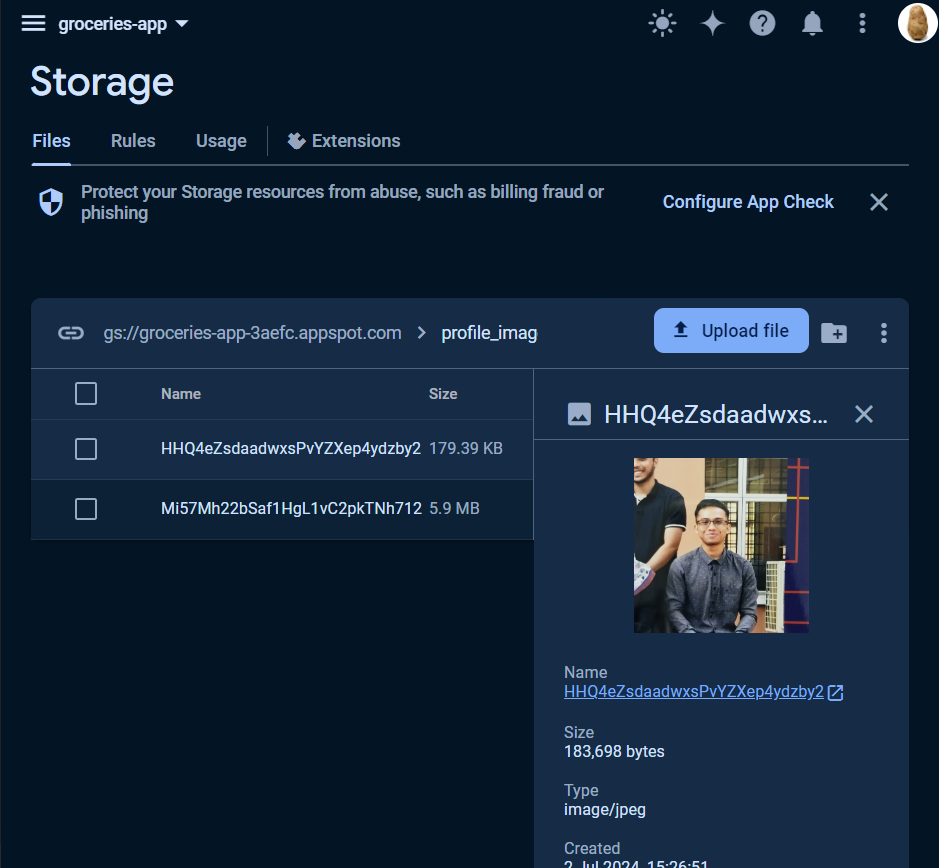 groceries-app
Storage
Files Rules Usage Extensions
Protect your Storage resources from abuse, such as billing fraud or
phishing
Configure App Check
gs://groceries-app-3aefc.appspot.com > profile_imag
Upload file
Name Size
HHQ4eZsdaadwxsPvYZXep4ydzby2 179.39 KB
Mi57Mh22bSaf1HgL1vC2pkTNh712 5.9 MB
HHQ4eZsdaadwxs...
Name
HHQ4eZsdaadwxsPvYZXep4ydzby2
Size
183,698 bytes
Type
image/jpeg
Created
2 Jul 2024, 15:26:51